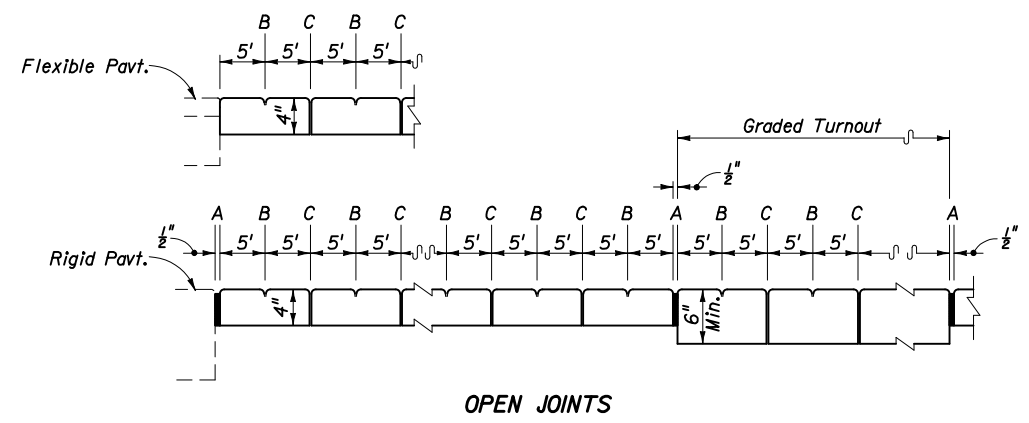 B C B C
5' 5' 5' 5'
Flexible Pavt.
4"
Graded Turnout
1/2"
A B C B C B C B C B A B C B C A
1/2" 5' 5' 5' 5' 5' 5' 5' 5' 5' 5' 5' 5' 5' 1/2"
Rigid Pavt.
4" 6" Min.
OPEN JOINTS